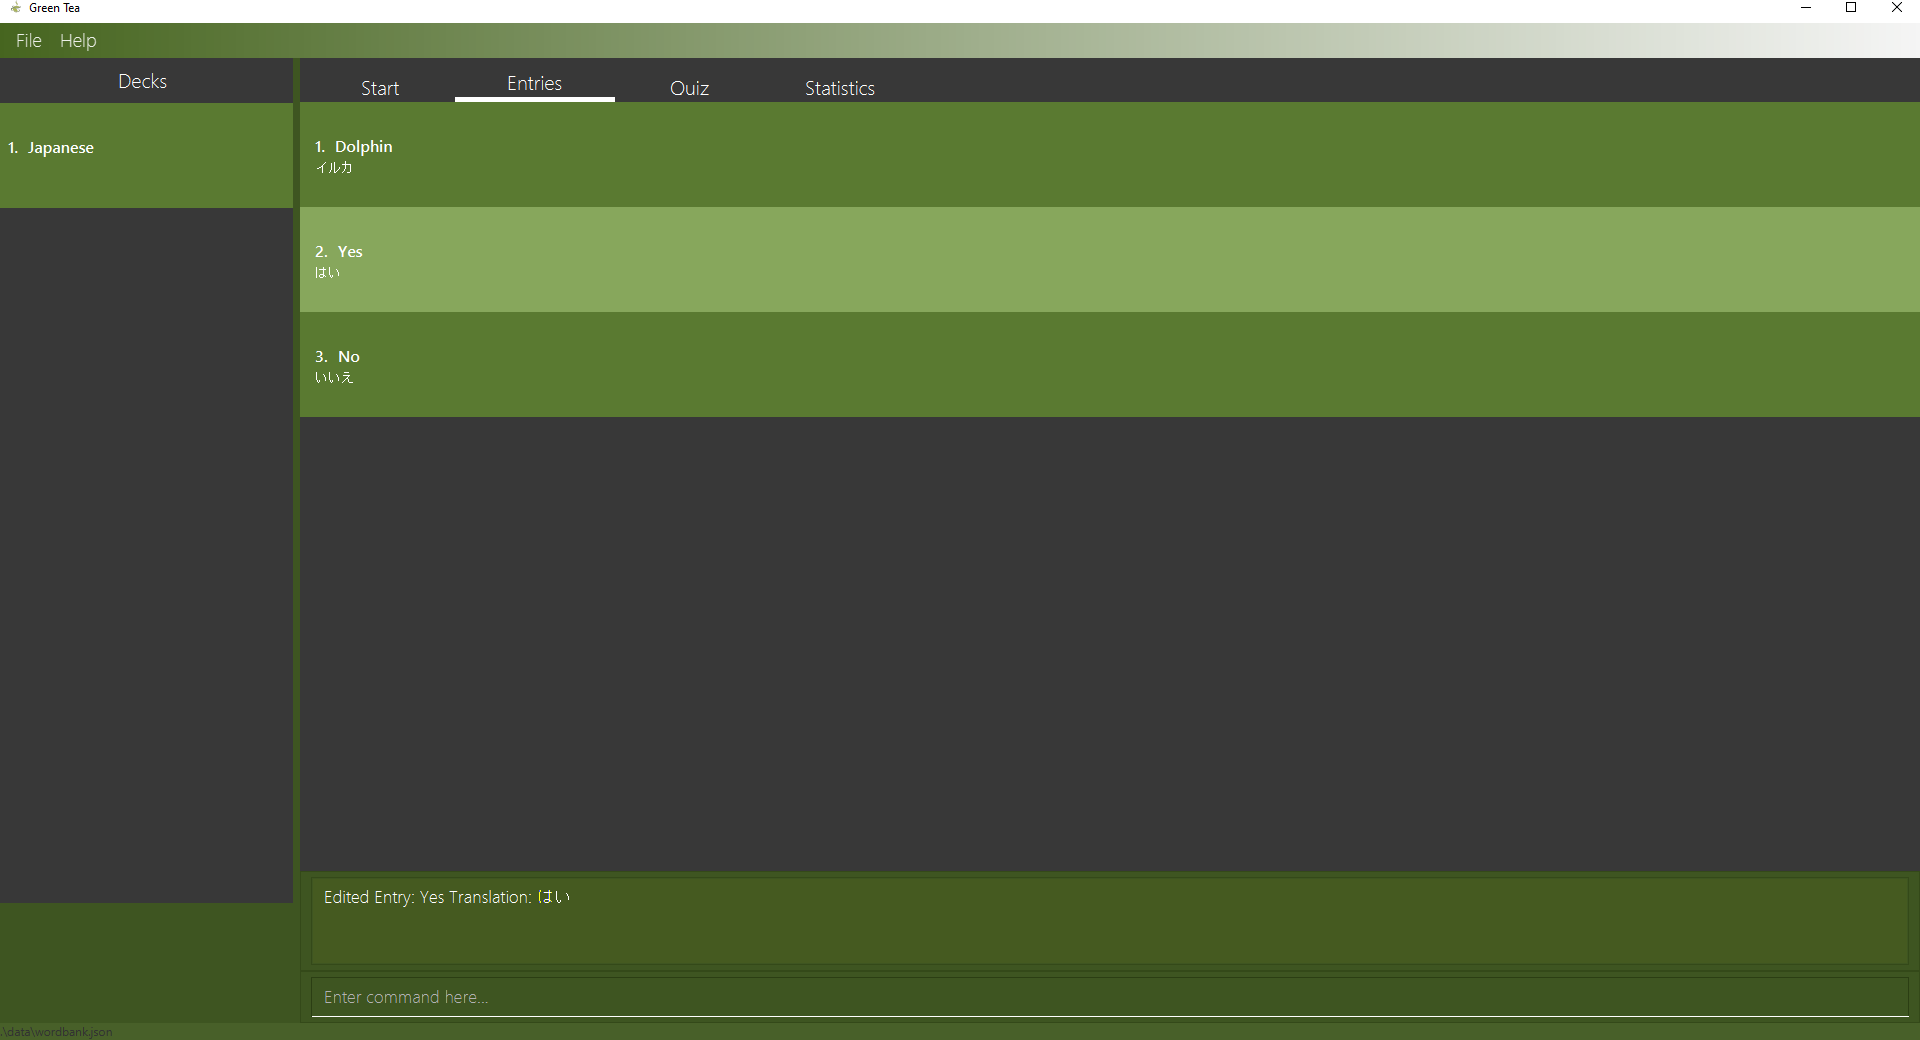 Green Tea
File Help
Decks
Start Entries Quiz Statistics
1. Japanese
1. Dolphin
イルカ
2. Yes
はい
3. No
いいえ
Edited Entry: Yes Translation: はい
Enter command here...
.\data\wordbank.json